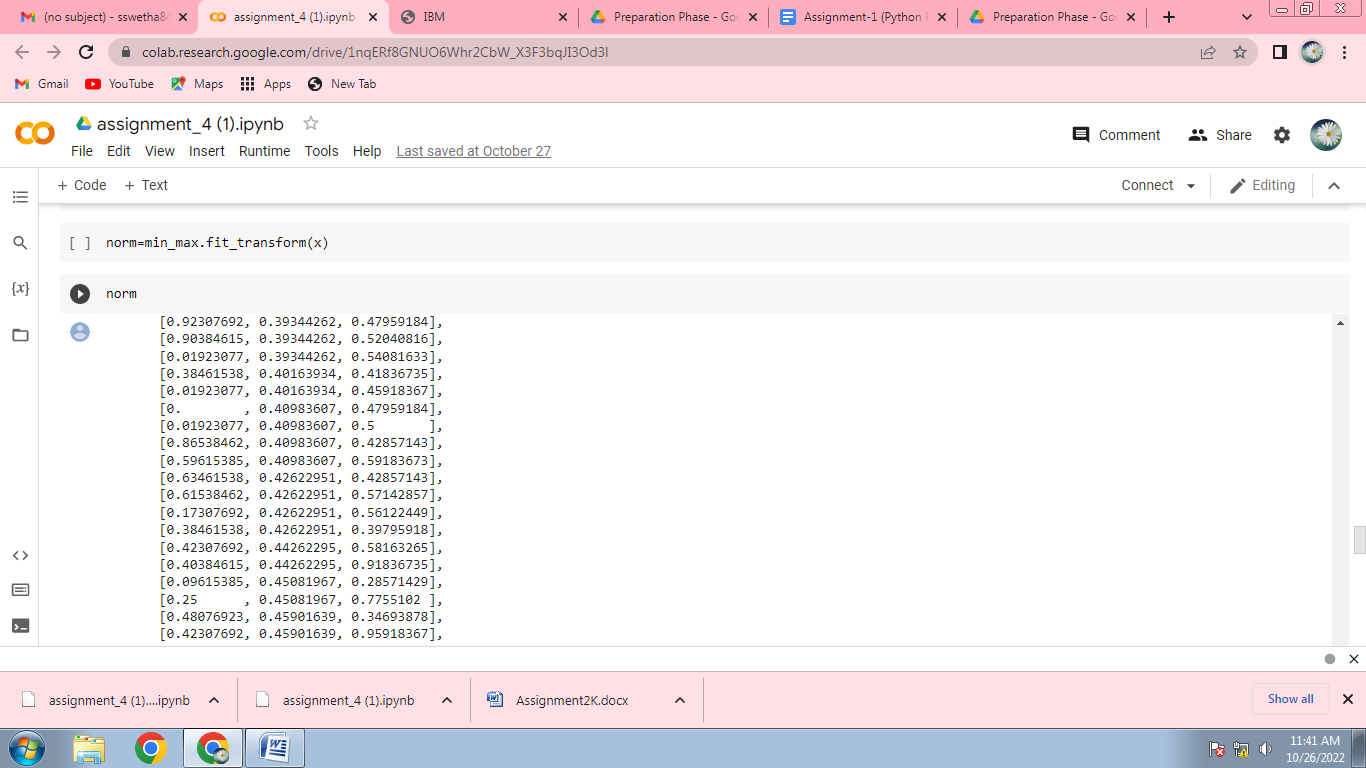 (no subject) - sswetha84
assignment_4 (1).ipynb
IBM
Preparation Phase - Goo
Assignment-1 (Python P
Preparation Phase - Goo
colab.research.google.com/drive/1nqERf8GNUO6Whr2CbW_X3F3bqJI3Od3I
Gmail YouTube Maps Apps New Tab
assignment_4 (1).ipynb
Comment Share
File Edit View Insert Runtime Tools Help Last saved at October 27
+ Code + Text Connect Editing
[ ] norm=min_max.fit_transform(x)
{x}
norm
[0.92307692, 0.39344262, 0.47959184],
[0.90384615, 0.39344262, 0.52040816],
[0.01923077, 0.39344262, 0.54081633],
[0.38461538, 0.40163934, 0.41836735],
[0.01923077, 0.40163934, 0.45918367],
[0.        , 0.40983607, 0.47959184],
[0.01923077, 0.40983607, 0.5       ],
[0.86538462, 0.40983607, 0.42857143],
[0.59615385, 0.40983607, 0.59183673],
[0.63461538, 0.42622951, 0.42857143],
[0.61538462, 0.42622951, 0.57142857],
[0.17307692, 0.42622951, 0.56122449],
[0.38461538, 0.42622951, 0.39795918],
[0.42307692, 0.44262295, 0.58163265],
[0.40384615, 0.44262295, 0.91836735],
[0.09615385, 0.45081967, 0.28571429],
[0.25      , 0.45081967, 0.7755102 ],
[0.48076923, 0.45901639, 0.34693878],
[0.42307692, 0.45901639, 0.95918367],
assignment_4 (1)....ipynb
assignment_4 (1).ipynb
Assignment2K.docx
Show all
11:41 AM
10/26/2022